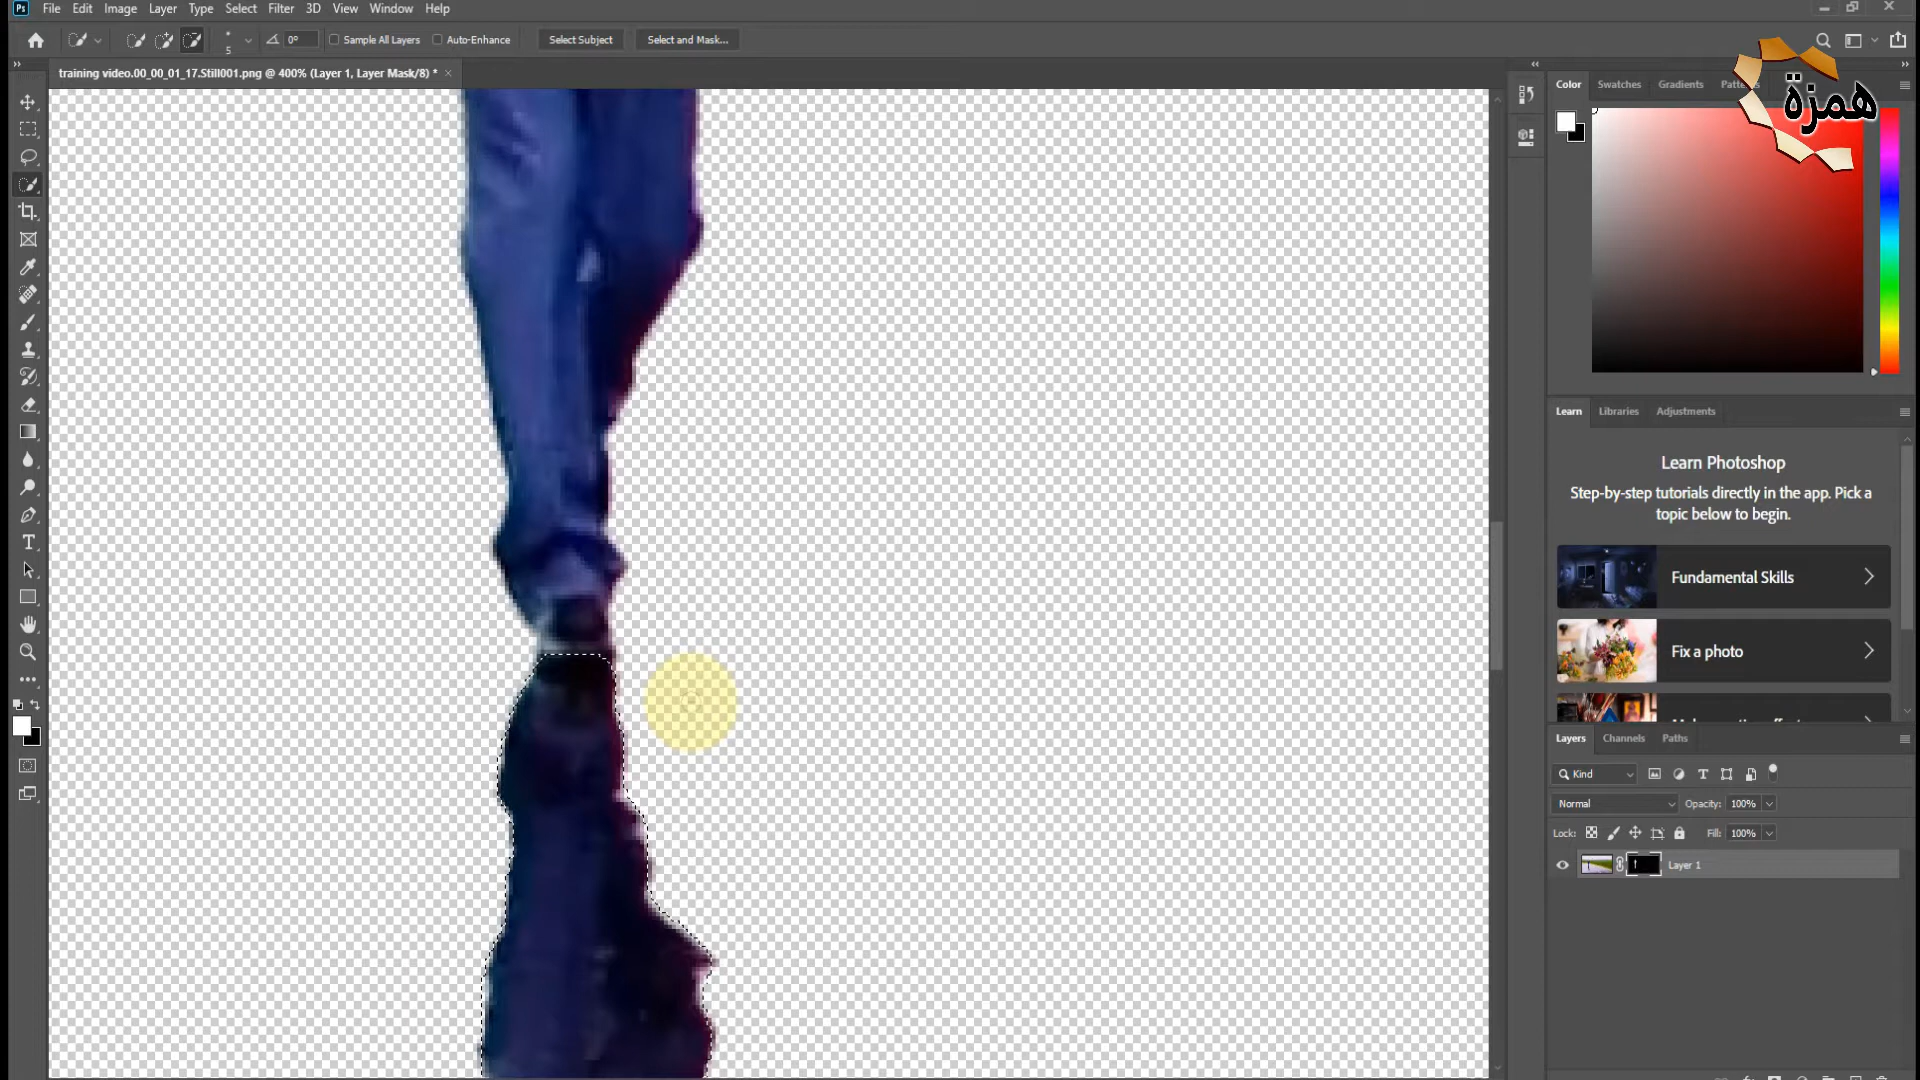 Ps File Edit Image Layer Type Select Filter 3D View Window Help
5 0° Sample All Layers Auto-Enhance Select Subject Select and Mask...
training video.00_00_01_17.Still001.png @ 400% (Layer 1, Layer Mask/8) * ×
Color Swatches Gradients
همزة
Learn Libraries Adjustments
Learn Photoshop
Step-by-step tutorials directly in the app. Pick a
topic below to begin.
Fundamental Skills
Fix a photo
Layers Channels Paths
Kind
Normal Opacity: 100%
Lock: Fill: 100%
Layer 1